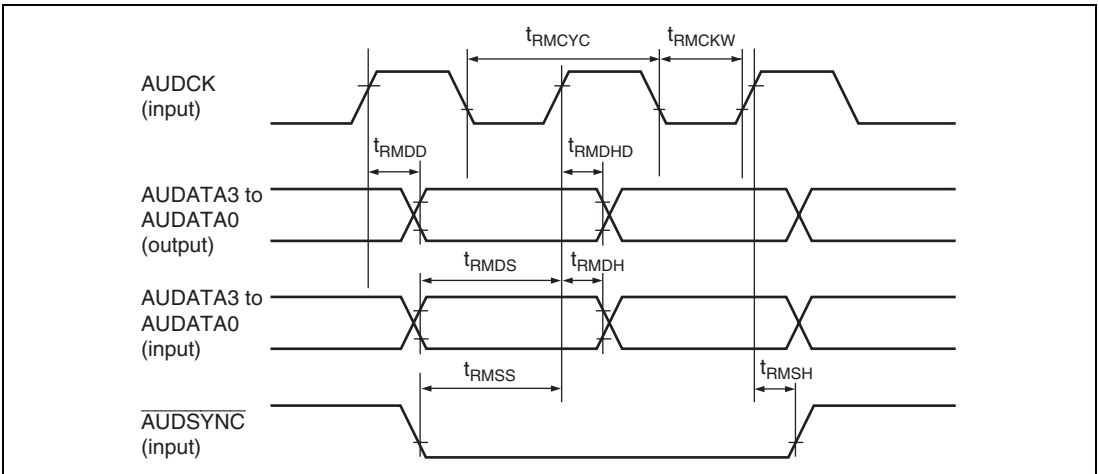 tRMCYC
tRMCKW
AUDCK
(input)
tRMDD
tRMDHD
AUDATA3 to
AUDATA0
(output)
tRMDS
tRMDH
AUDATA3 to
AUDATA0
(input)
tRMSS
tRMSH
AUDSYNC
(input)